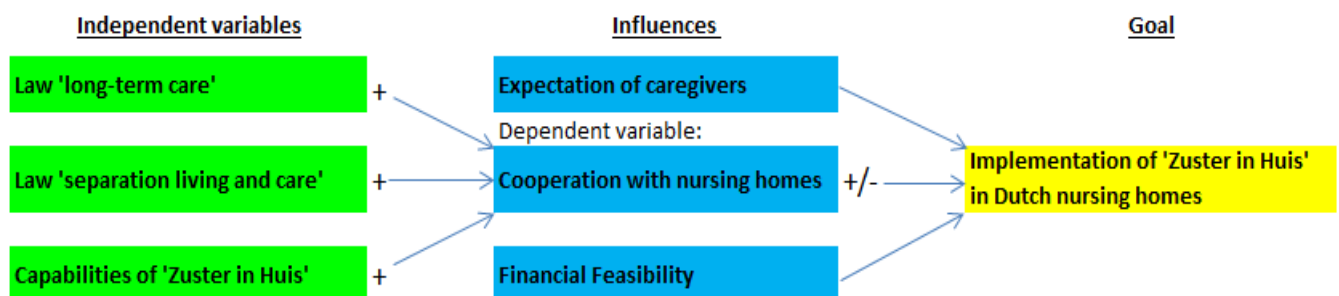 Independent variables
Influences
Goal
Law 'long-term care'
+
Expectation of caregivers
Dependent variable:
Law 'separation living and care'
+
Cooperation with nursing homes
+/-
Implementation of 'Zuster in Huis'
in Dutch nursing homes
Capabilities of 'Zuster in Huis'
+
Financial Feasibility